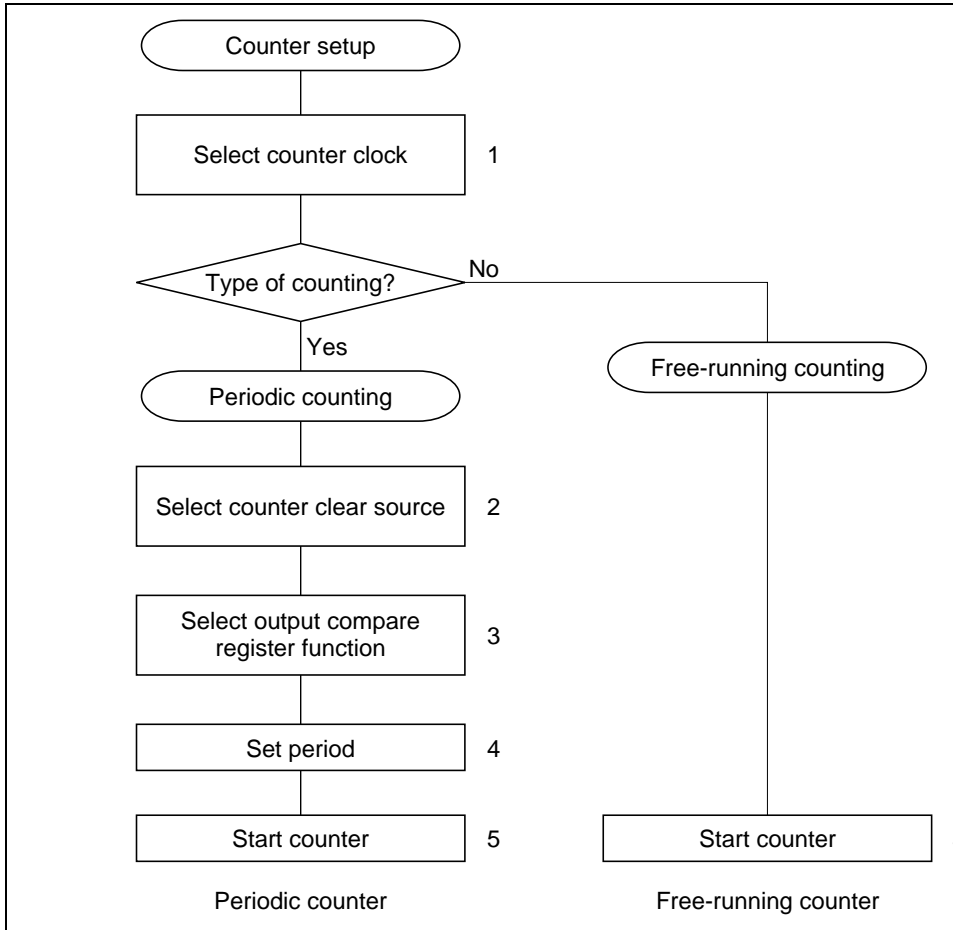 Counter setup
Select counter clock
1
Type of counting?
No
Yes
Free-running counting
Periodic counting
Select counter clear source
2
Select output compare
register function
3
Set period
4
Start counter
5
Start counter
Periodic counter
Free-running counter